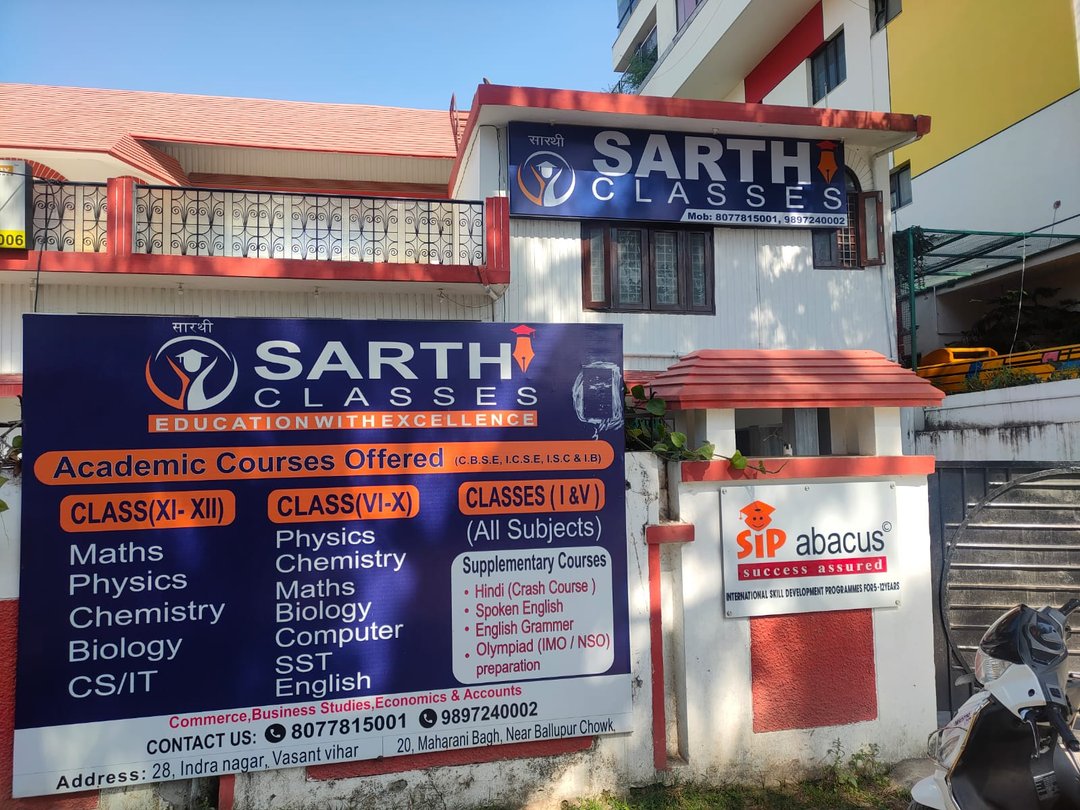 सारथी
SARTHI
CLASSES
Mob: 8077815001, 9897240002
006
सारथी
SARTHI
CLASSES
EDUCATION WITH EXCELLENCE
Academic Courses Offered (C.B.S.E, I.C.S.E, I.S.C & I.B)
CLASS(XI- XII)
Maths
Physics
Chemistry
Biology
CS/IT
CLASS(VI-X)
Physics
Chemistry
Maths
Biology
Computer
SST
English
CLASSES ( I &V )
(All Subjects)
Supplementary Courses
• Hindi (Crash Course )
• Spoken English
• English Grammer
• Olympiad (IMO / NSO)
preparation
Commerce,Business Studies,Economics & Accounts
CONTACT US: 8077815001 9897240002
Address: 28, Indra nagar, Vasant vihar 20, Maharani Bagh, Near Ballupur Chowk.
SIP abacus©
success assured
INTERNATIONAL SKILL DEVELOPMENT PROGRAMMES FOR 5-12 YEARS